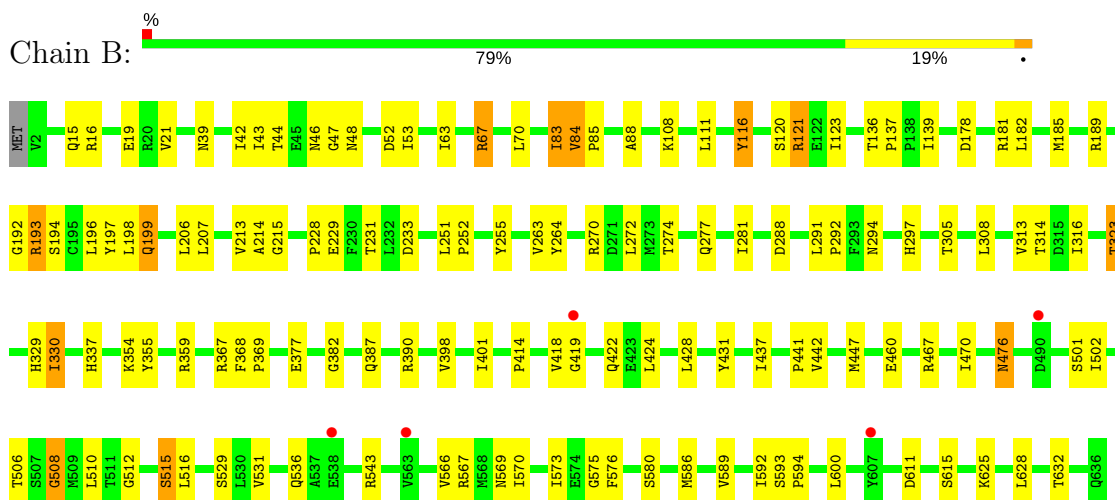 %
Chain B:
79% 19% •
MET V2 Q15 R16 E19 R20 V21 N39 I42 I43 T44 E45 N46 G47 N48 D52 I53 I63 R67 L70 I83 V84 P85 A88 K108 L111 Y116 S120 R121 E122 I123 T136 P137 P138 I139 D178 R181 L182 M185 R189
G192 R193 S194 C195 L196 Y197 L198 Q199 L206 L207 V213 A214 G215 P228 E229 F230 T231 L232 D233 L251 P252 Y255 V263 Y264 R270 D271 L272 M273 T274 Q277 I281 D288 L291 P292 F293 N294 H297 T305 L308 V313 T314 D315 I316
H329 I330 H337 K354 Y355 R359 R367 F368 P369 E377 G382 Q387 R390 V398 I401 P414 V418 G419 Q422 E423 L424 L428 Y431 I437 P441 V442 M447 E460 R467 I470 N476 D490 S501 I502
T506 S507 G508 M509 L510 T511 G512 S515 L516 S529 L530 V531 Q536 A537 E538 R543 V563 V566 R567 M568 N569 I570 I573 E574 G575 F576 S580 M586 V589 I592 S593 P594 L600 Y607 D611 S615 K625 L628 T632 Q636